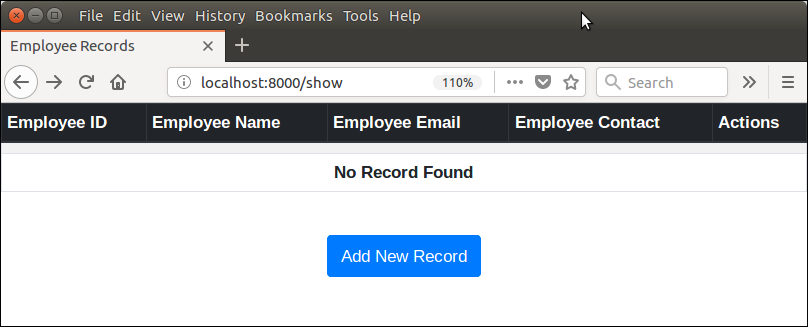 File Edit View History Bookmarks Tools Help
Employee Records
localhost:8000/show 110% Search
Employee ID Employee Name Employee Email Employee Contact Actions
No Record Found
Add New Record